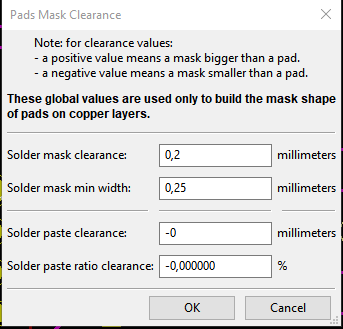 Pads Mask Clearance
Note: for clearance values:
- a positive value means a mask bigger than a pad.
- a negative value means a mask smaller than a pad.
These global values are used only to build the mask shape
of pads on copper layers.
Solder mask clearance: 0,2 millimeters
Solder mask min width: 0,25 millimeters
Solder paste clearance: -0 millimeters
Solder paste ratio clearance: -0,000000 %
OK Cancel